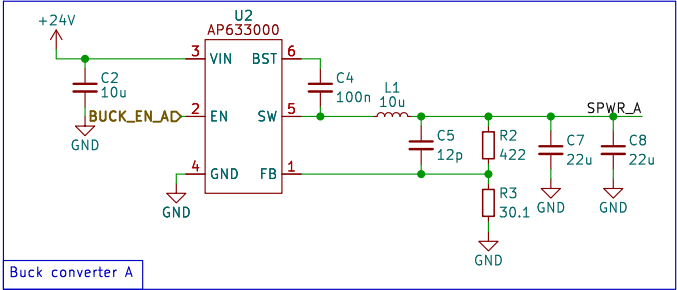 +24V
U2
AP633000
3 VIN BST 6
C2
10u
C4
100n
BUCK_EN_A 2 EN SW 5
L1
10u
SPWR_A
GND
C5
12p
R2
422
C7
22u
C8
22u
4 GND FB 1
GND
R3
30.1
GND
GND
GND
Buck converter A